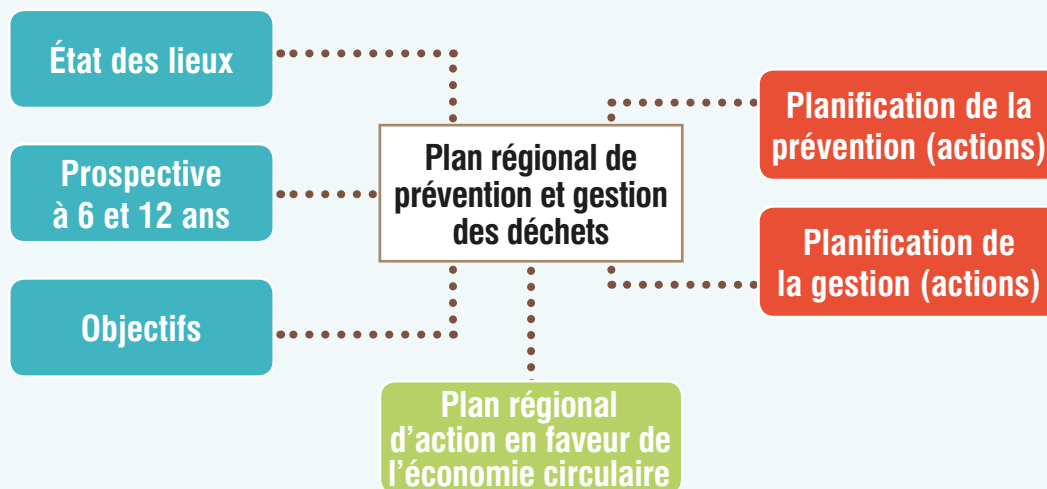 État des lieux
Prospective
à 6 et 12 ans
Objectifs
Plan régional de
prévention et gestion
des déchets
Planification de la
prévention (actions)
Planification de
la gestion (actions)
Plan régional
d’action en faveur de
l’économie circulaire